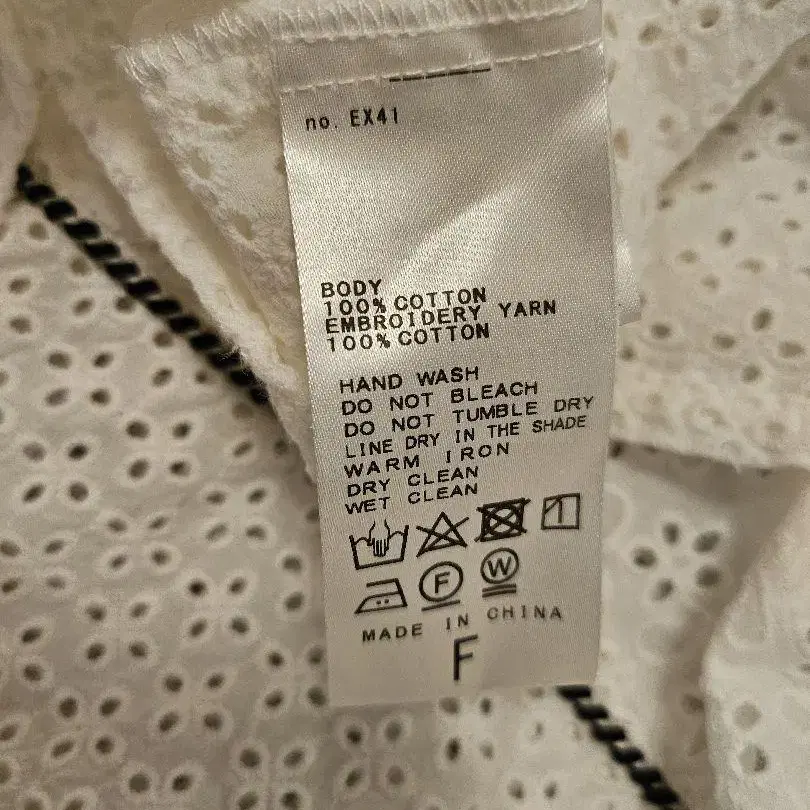 no. EX41
BODY
100% COTTON
EMBROIDERY YARN
100% COTTON
HAND WASH
DO NOT BLEACH
DO NOT TUMBLE DRY
LINE DRY IN THE SHADE
WARM IRON
DRY CLEAN
WET CLEAN
F W
MADE IN CHINA
F